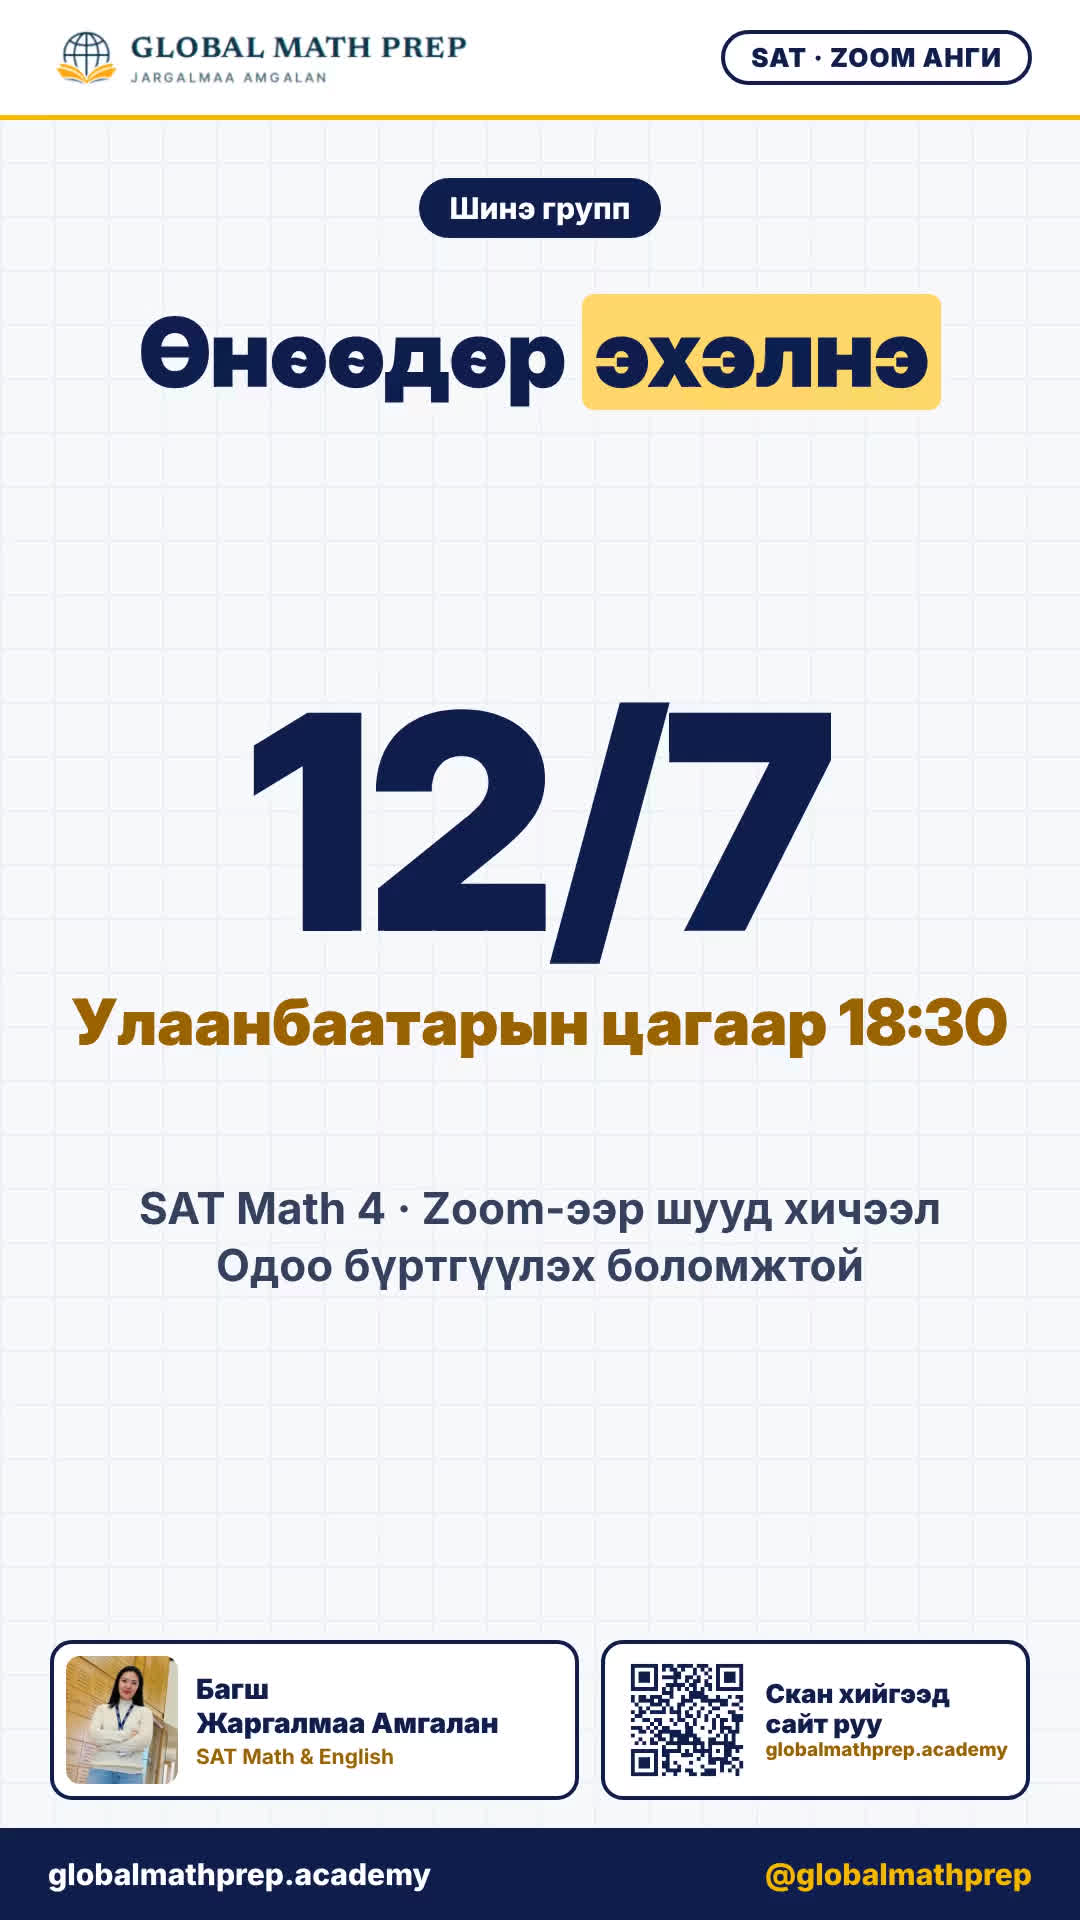 GLOBAL MATH PREP
JARGALMAA AMGALAN
SAT · ZOOM АНГИ
Шинэ групп
Өнөөдөр эхэлнэ
12/7
Улаанбаатарын цагаар 18:30
SAT Math 4 · Zoom-ээр шууд хичээл
Одоо бүртгүүлэх боломжтой
Багш
Жаргалмаа Амгалан
SAT Math & English
Скан хийгээд
сайт руу
globalmathprep.academy
globalmathprep.academy
@globalmathprep